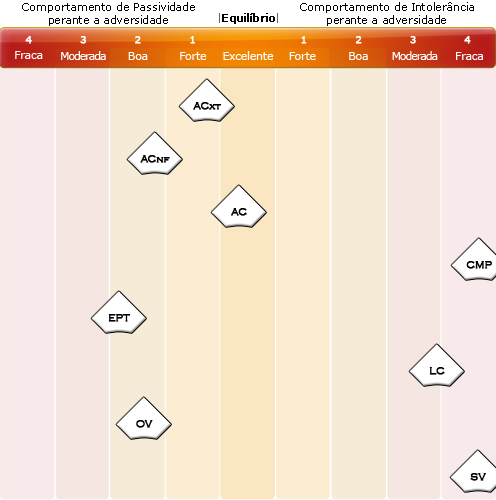 Comportamento de Passividade
perante a adversidade
|Equilíbrio|
Comportamento de Intolerância
perante a adversidade
4 3 2 1 1 2 3 4
Fraca Moderada Boa Forte Excelente Forte Boa Moderada Fraca
ACXT
ACNF
AC
CMP
EPT
LC
OV
SV